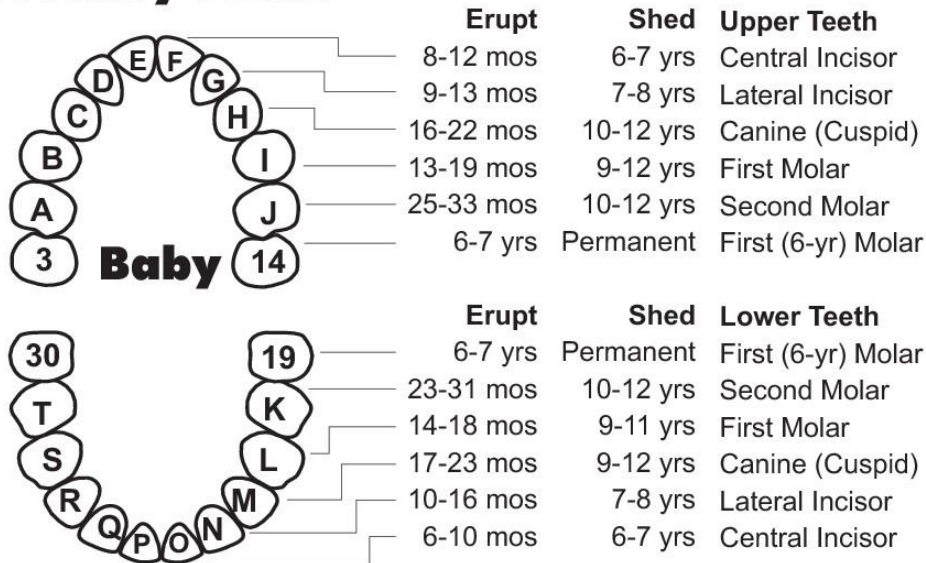 Erupt Shed Upper Teeth
8-12 mos 6-7 yrs Central Incisor
9-13 mos 7-8 yrs Lateral Incisor
16-22 mos 10-12 yrs Canine (Cuspid)
13-19 mos 9-12 yrs First Molar
25-33 mos 10-12 yrs Second Molar
6-7 yrs Permanent First (6-yr) Molar
E F
D G
C H
B I
A J
3 Baby 14
Erupt Shed Lower Teeth
6-7 yrs Permanent First (6-yr) Molar
23-31 mos 10-12 yrs Second Molar
14-18 mos 9-11 yrs First Molar
17-23 mos 9-12 yrs Canine (Cuspid)
10-16 mos 7-8 yrs Lateral Incisor
6-10 mos 6-7 yrs Central Incisor
30 19
T K
S L
R M
Q N
P O